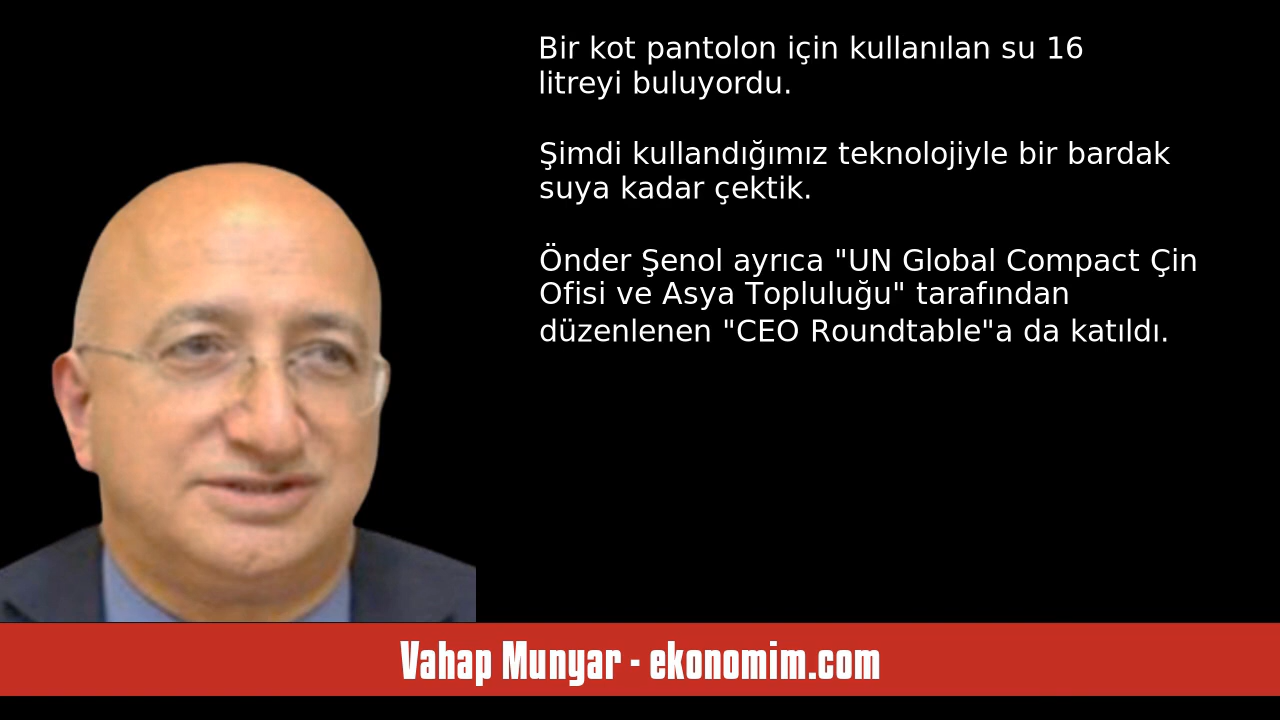 Bir kot pantolon için kullanılan su 16
litreyi buluyordu.
Şimdi kullandığımız teknolojiyle bir bardak
suya kadar çektik.
Önder Şenol ayrıca "UN Global Compact Çin
Ofisi ve Asya Topluluğu" tarafından
düzenlenen "CEO Roundtable"a da katıldı.
Vahap Munyar - ekonomim.com